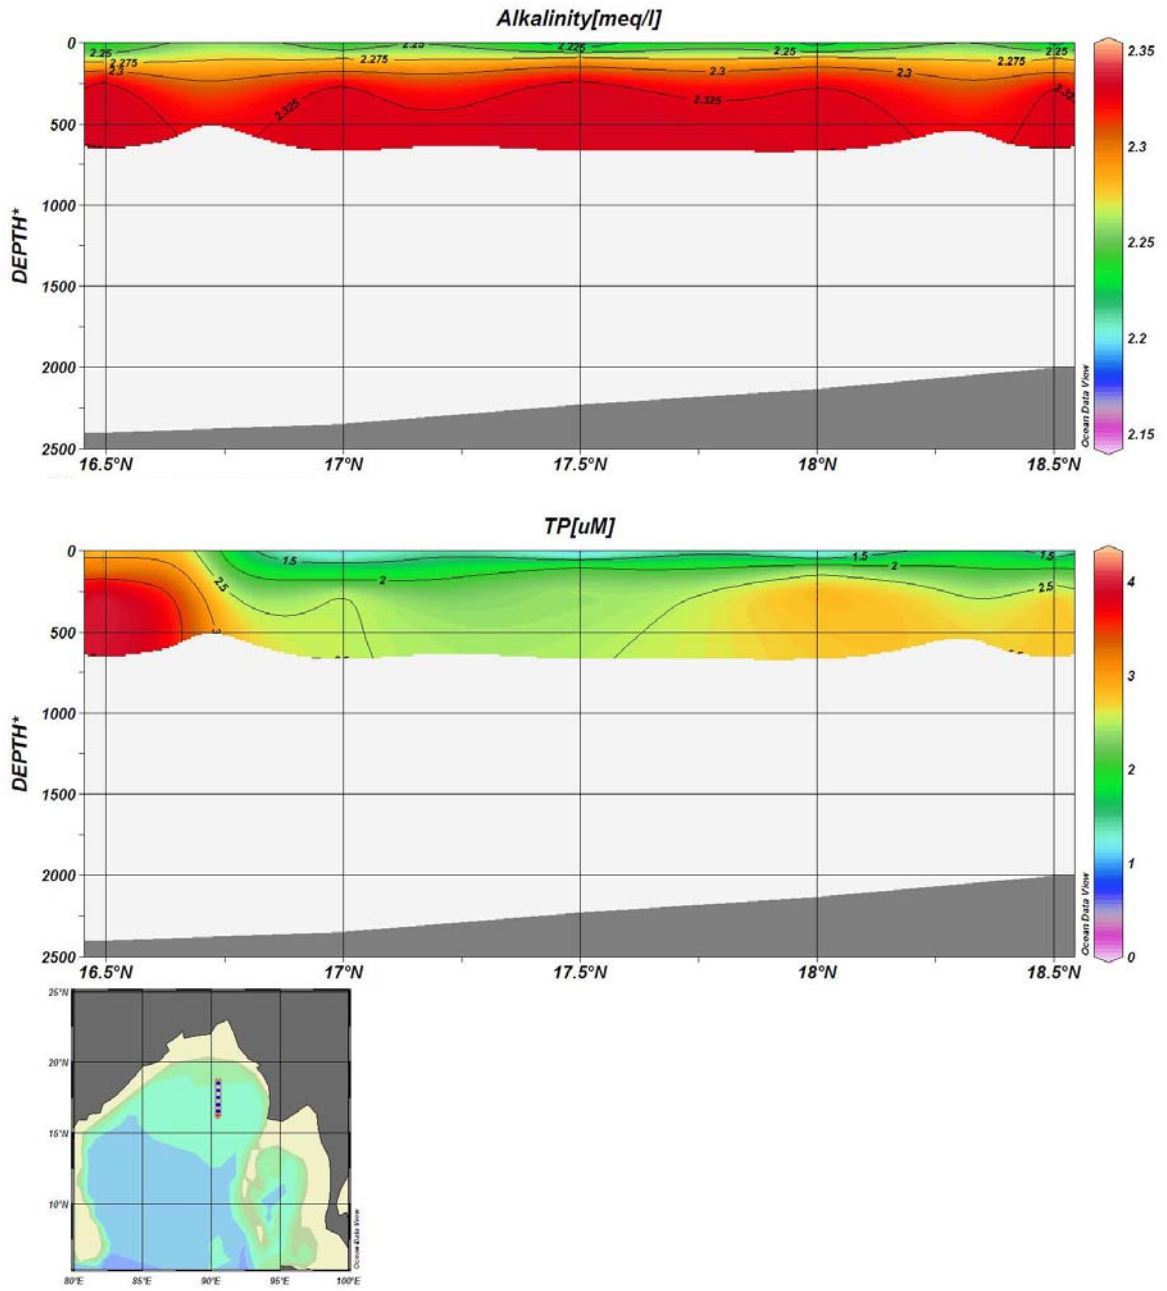 Alkalinity[meq/l]
0
500
1000
1500
2000
2500
DEPTH*
2.25
2.25
2.225
2.25
2.25
2.275
2.275
2.275
2.3
2.3
2.3
2.325
2.325
16.5°N
17°N
17.5°N
18°N
18.5°N
2.35
2.3
2.25
2.2
2.15
Ocean Data View
TP[uM]
0
500
1000
1500
2000
2500
DEPTH*
1.5
1.5
1.5
2
2
2.5
2.5
3
16.5°N
17°N
17.5°N
18°N
18.5°N
4
3
2
1
0
Ocean Data View
25°N
20°N
15°N
10°N
80°E
85°E
90°E
95°E
100°E
Ocean Data View